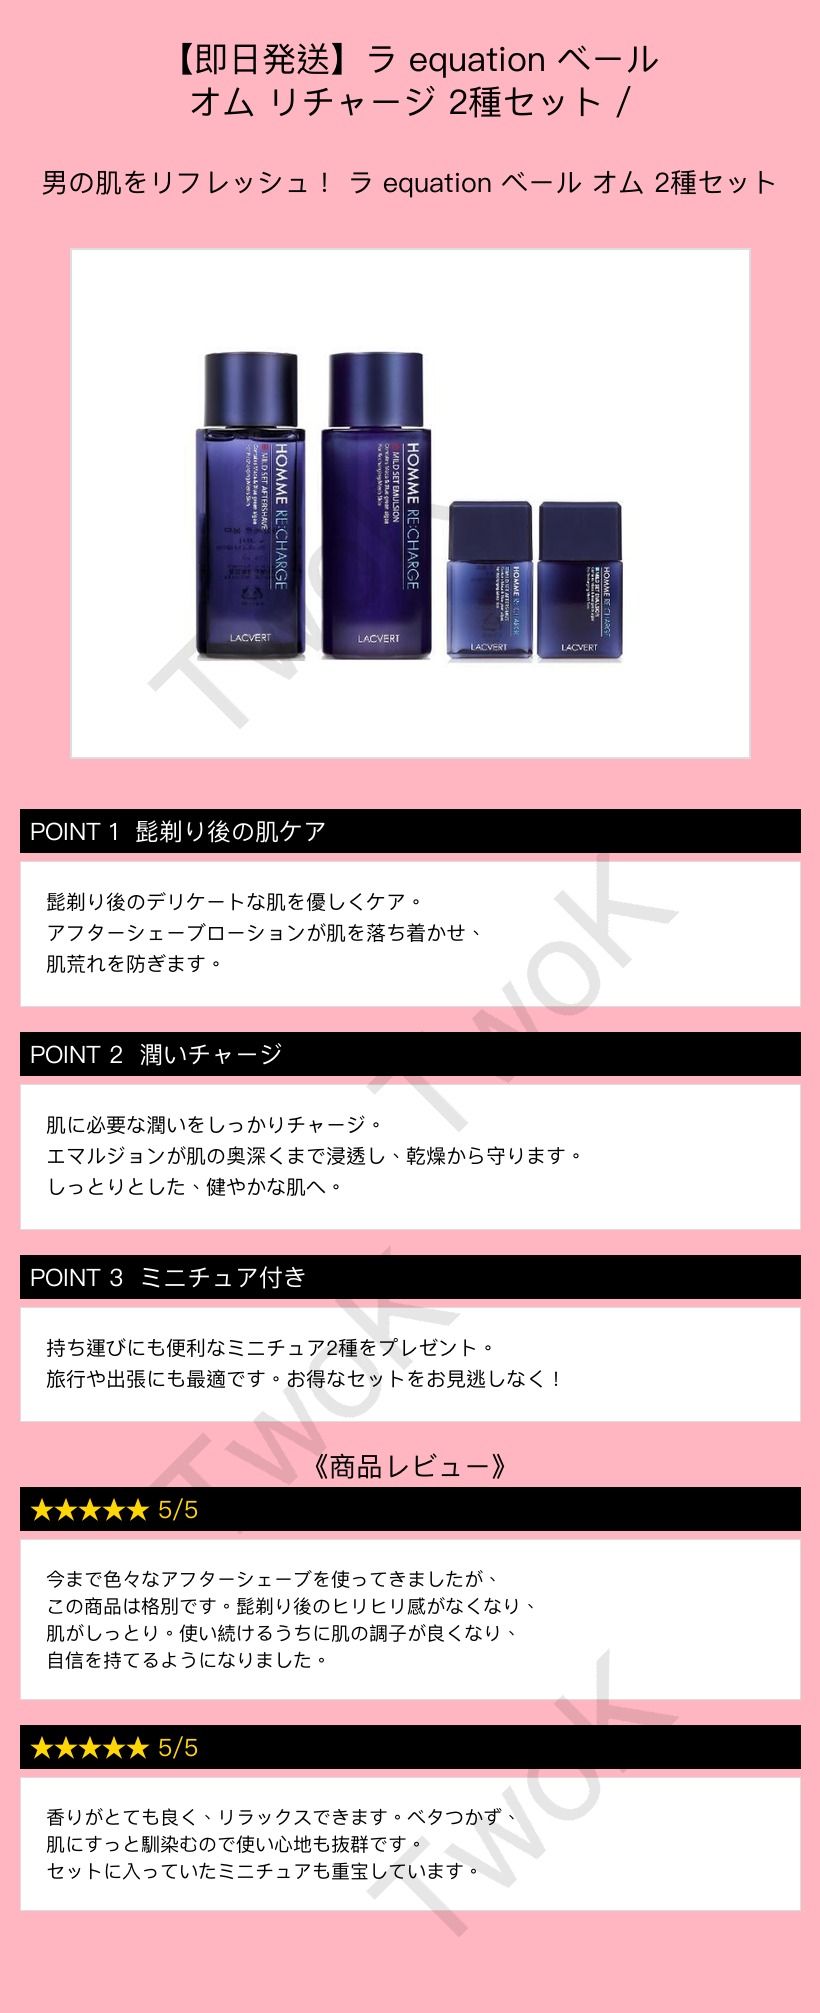 【即日発送】ラ equation ベール
オム リチャージ 2種セット /
男の肌をリフレッシュ！ ラ equation ベール オム 2種セット
HOMME RE:CHARGE
MILD SET AFTERSHAVE
LACVERT
HOMME RE:CHARGE
MILD SET EMULSION
Contains Maca & Blue-green algae
For Recharging Men's Skin
LACVERT
HOMME RE:CHARGE
MILD SET AFTERSHAVE
LACVERT
HOMME RE:CHARGE
MILD SET EMULSION
LACVERT
TwoK
POINT 1 髭剃り後の肌ケア
髭剃り後のデリケートな肌を優しくケア。
アフターシェーブローションが肌を落ち着かせ、
肌荒れを防ぎます。
TwoK
POINT 2 潤いチャージ
肌に必要な潤いをしっかりチャージ。
エマルジョンが肌の奥深くまで浸透し、乾燥から守ります。
しっとりとした、健やかな肌へ。
POINT 3 ミニチュア付き
持ち運びにも便利なミニチュア2種をプレゼント。
旅行や出張にも最適です。お得なセットをお見逃しなく！
TwoK
《商品レビュー》
★★★★★ 5/5
今まで色々なアフターシェーブを使ってきましたが、
この商品は格別です。髭剃り後のヒリヒリ感がなくなり、
肌がしっとり。使い続けるうちに肌の調子が良くなり、
自信を持てるようになりました。
★★★★★ 5/5
香りがとても良く、リラックスできます。ベタつかず、
肌にすっと馴染むので使い心地も抜群です。
セットに入っていたミニチュアも重宝しています。
TwoK